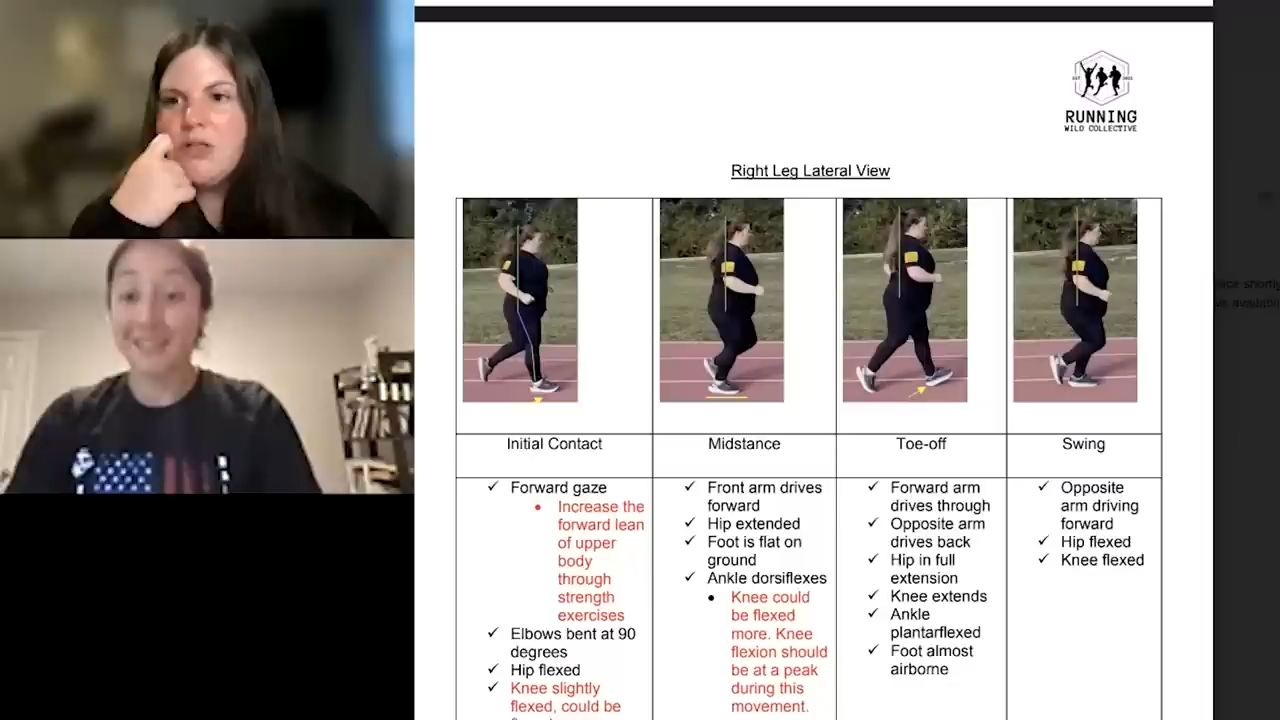 RUNNING
WILD COLLECTIVE
Right Leg Lateral View
Initial Contact
Midstance
Toe-off
Swing
✓ Forward gaze
• Increase the
forward lean
of upper
body
through
strength
exercises
✓ Elbows bent at 90
degrees
✓ Hip flexed
✓ Knee slightly
flexed, could be
✓ Front arm drives
forward
✓ Hip extended
✓ Foot is flat on
ground
✓ Ankle dorsiflexes
• Knee could
be flexed
more. Knee
flexion should
be at a peak
during this
movement.
✓ Forward arm
drives through
✓ Opposite arm
drives back
✓ Hip in full
extension
✓ Knee extends
✓ Ankle
plantarflexed
✓ Foot almost
airborne
✓ Opposite
arm driving
forward
✓ Hip flexed
✓ Knee flexed